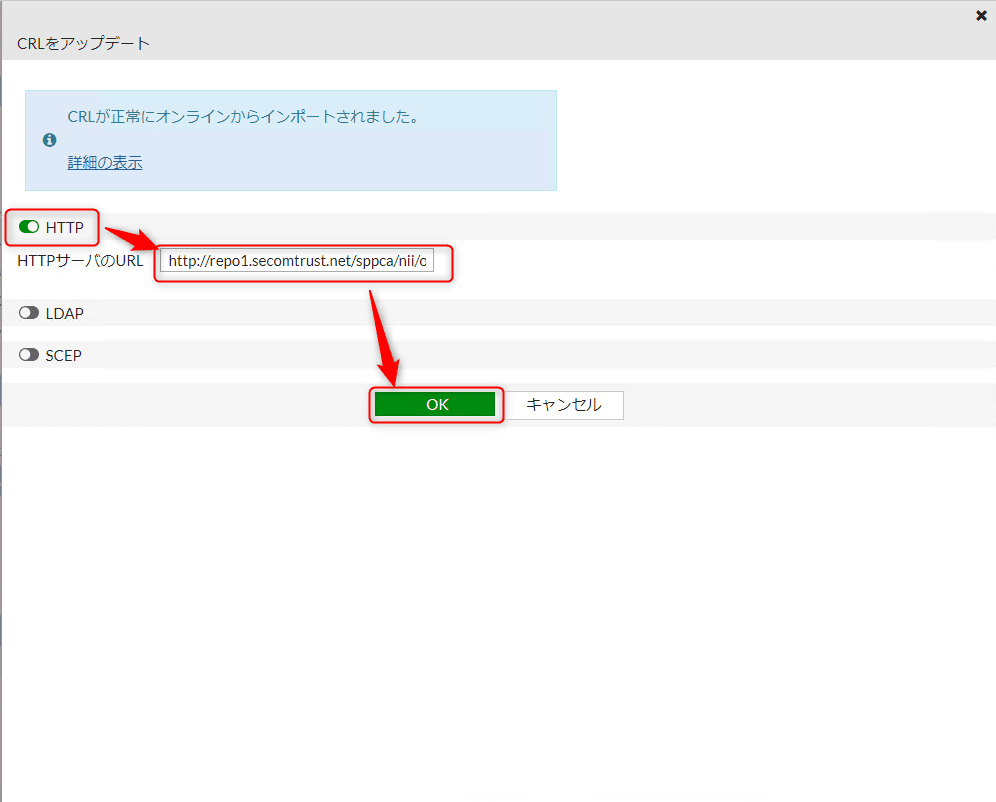 CRLをアップデート
CRLが正常にオンラインからインポートされました。
詳細の表示
HTTP
HTTPサーバのURL http://repo1.secomtrust.net/sppca/nii/o
LDAP
SCEP
OK キャンセル